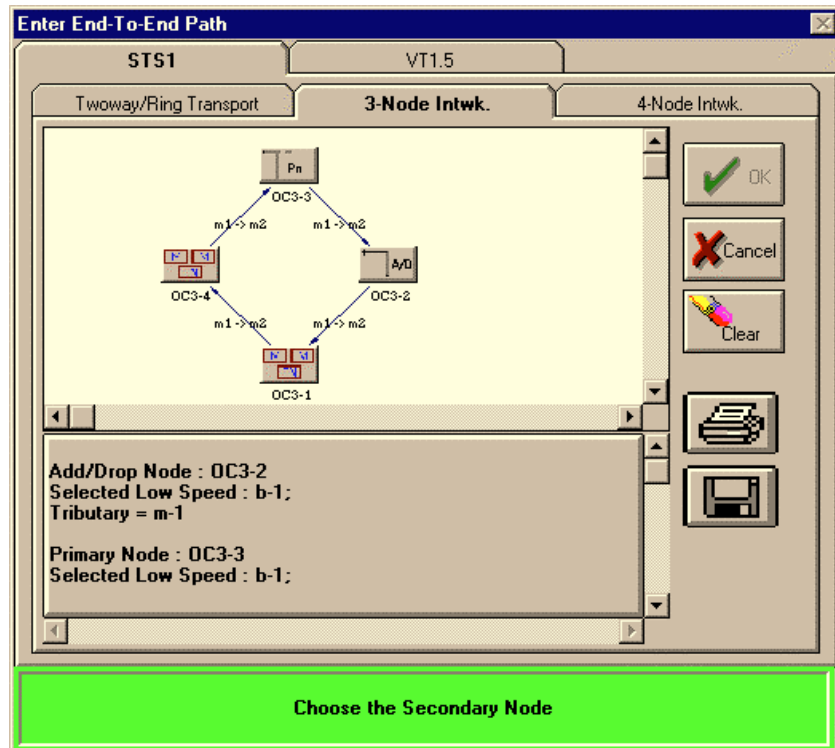 Enter End-To-End Path
STS1
VT1.5
Twoway/Ring Transport
3-Node Intwk.
4-Node Intwk.
Pn
OC3-3
m1 -> m2
m1 -> m2
M M
A/D
OC3-4
OC3-2
m1 -> m2
m1 -> m2
OC3-1
OK
Cancel
Clear
Add/Drop Node : OC3-2
Selected Low Speed : b-1;
Tributary = m-1
Primary Node : OC3-3
Selected Low Speed : b-1;
Choose the Secondary Node